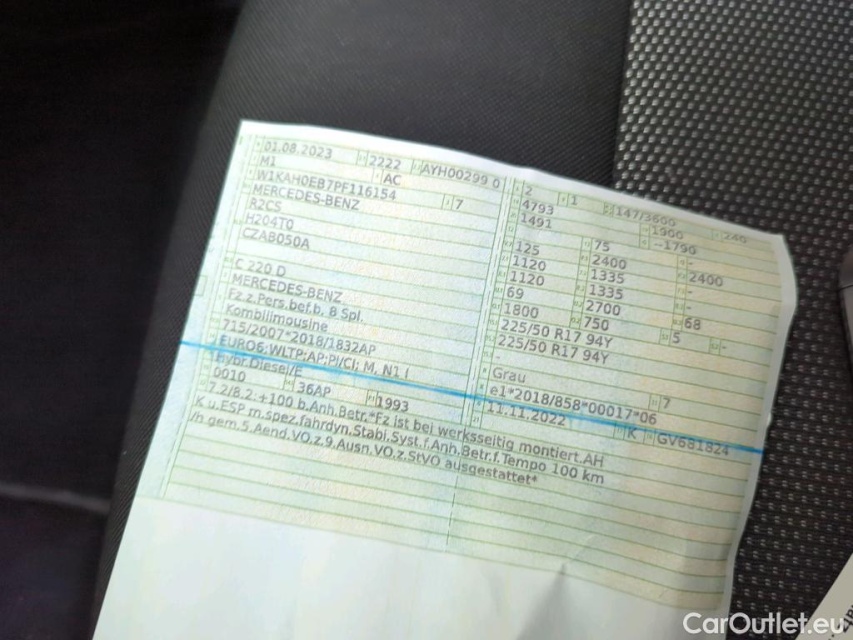 01.08.2023 2222 AYH00299 0
M1 AC
W1KAH0EB7PF116154 7
MERCEDES-BENZ
R2CS
H204T0
CZAB050A
C 220 D
MERCEDES-BENZ
Fz.z.Pers.bef.b. 8 Spl.
Kombilimousine
715/2007*2018/1832AP
EURO6;WLTP;AP;PI/CI; M, N1 I
Hybr.Diesel/E
0010 36AP 1993
2 1 147/3600
4793 1900 240
1491 --1790 -
75 -
125 2400 2400
1120 1335 -
1120 1335
69 2700 68
1800 750 5 -
225/50 R17 94Y
225/50 R17 94Y
-
Grau 7
e1*2018/858*00017*06
11.11.2022 K GV681824
7.2/8.2.+100 b.Anh.Betr.*Fz ist bei werksseitig montiert.AH
K u.ESP m.spez.fahrdyn.Stabi.Syst.f.Anh.Betr.f.Tempo 100 km
/h gem.5.Aend.VO.z.9.Ausn.VO.z.StVO ausgestattet*
CarOutlet.eu